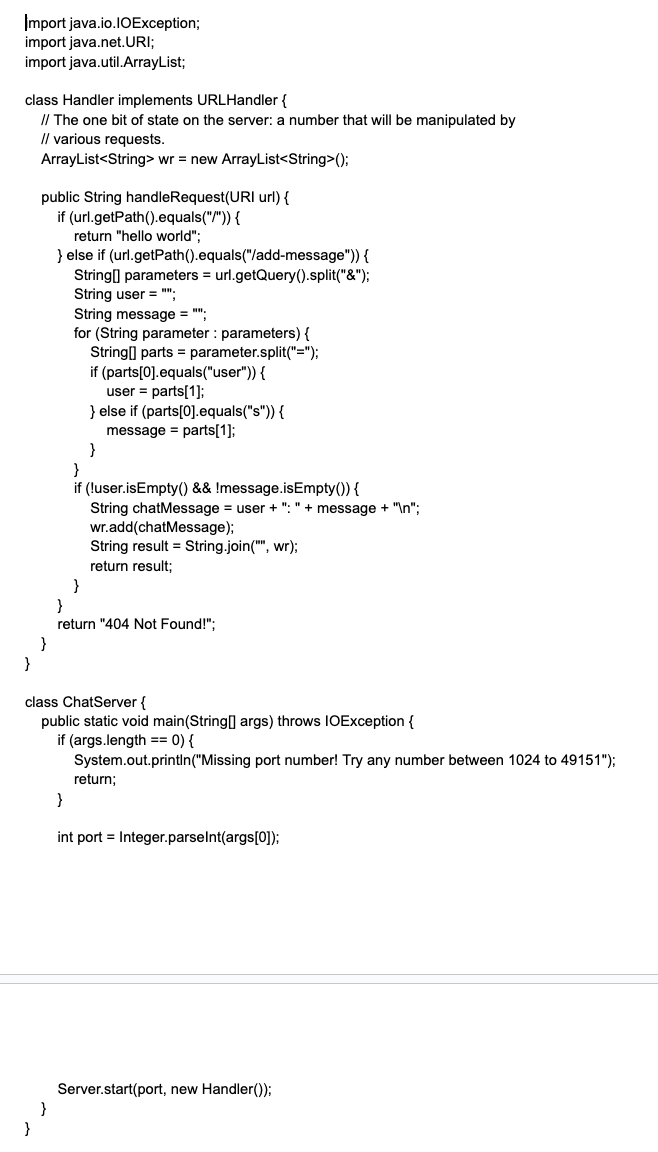 import java.io.IOException;
import java.net.URI;
import java.util.ArrayList;

class Handler implements URLHandler {
    // The one bit of state on the server: a number that will be manipulated by
    // various requests.
    ArrayList<String> wr = new ArrayList<String>();

    public String handleRequest(URI url) {
        if (url.getPath().equals("/")) {
            return "hello world";
        } else if (url.getPath().equals("/add-message")) {
            String[] parameters = url.getQuery().split("&");
            String user = "";
            String message = "";
            for (String parameter : parameters) {
                String[] parts = parameter.split("=");
                if (parts[0].equals("user")) {
                    user = parts[1];
                } else if (parts[0].equals("s")) {
                    message = parts[1];
                }
            }
            if (!user.isEmpty() && !message.isEmpty()) {
                String chatMessage = user + ": " + message + "\n";
                wr.add(chatMessage);
                String result = String.join("", wr);
                return result;
            }
        }
        return "404 Not Found!";
    }
}

class ChatServer {
    public static void main(String[] args) throws IOException {
        if (args.length == 0) {
            System.out.println("Missing port number! Try any number between 1024 to 49151");
            return;
        }

        int port = Integer.parseInt(args[0]);

        Server.start(port, new Handler());
    }
}